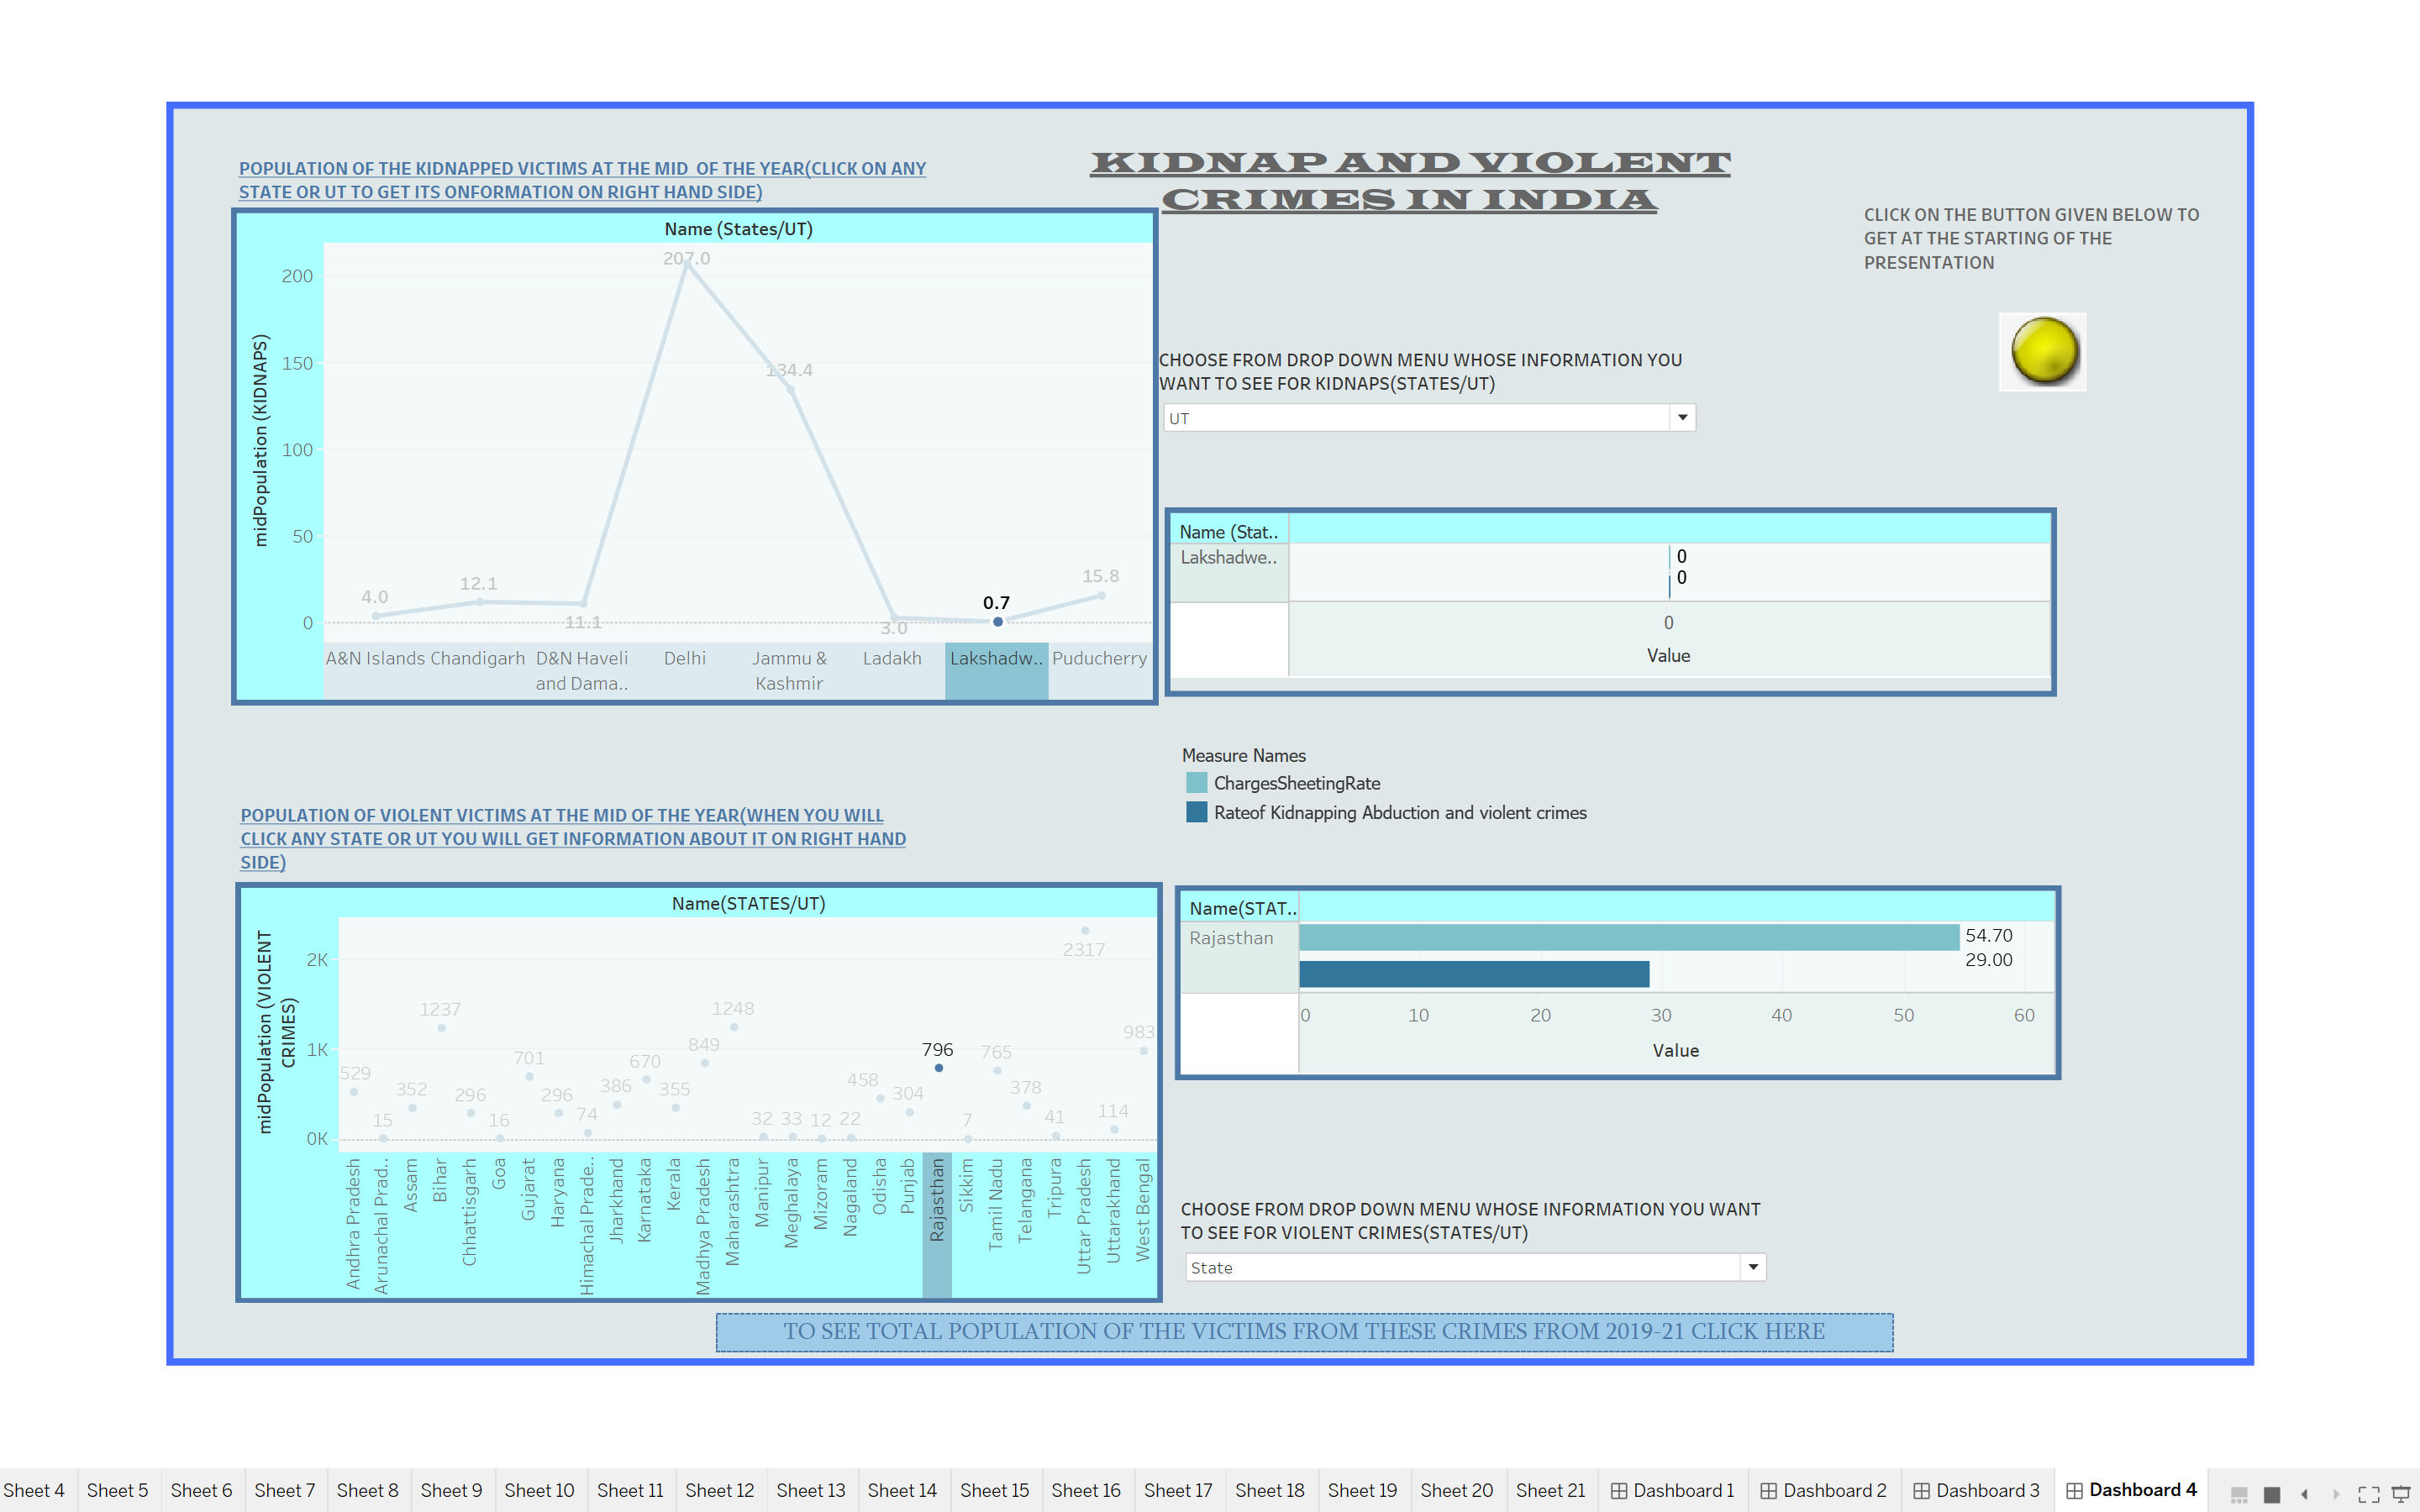 POPULATION OF THE KIDNAPPED VICTIMS AT THE MID OF THE YEAR(CLICK ON ANY
STATE OR UT TO GET ITS ONFORMATION ON RIGHT HAND SIDE)
KIDNAP AND VIOLENT
CRIMES IN INDIA
CLICK ON THE BUTTON GIVEN BELOW TO
GET AT THE STARTING OF THE
PRESENTATION
Name (States/UT)
midPopulation (KIDNAPS)
200
150
100
50
0
4.0
12.1
11.1
207.0
134.4
3.0
0.7
15.8
A&N Islands
Chandigarh
D&N Haveli
and Dama..
Delhi
Jammu &
Kashmir
Ladakh
Lakshadw..
Puducherry
CHOOSE FROM DROP DOWN MENU WHOSE INFORMATION YOU
WANT TO SEE FOR KIDNAPS(STATES/UT)
UT
Name (Stat..
Lakshadwe..
0
0
0
Value
Measure Names
ChargesSheetingRate
Rateof Kidnapping Abduction and violent crimes
POPULATION OF VIOLENT VICTIMS AT THE MID OF THE YEAR(WHEN YOU WILL
CLICK ANY STATE OR UT YOU WILL GET INFORMATION ABOUT IT ON RIGHT HAND
SIDE)
Name(STATES/UT)
midPopulation (VIOLENT
CRIMES)
2K
1K
0K
529
15
352
1237
296
16
701
296
74
386
670
355
849
1248
32
33
12
22
458
304
796
7
765
378
41
2317
114
983
Andhra Pradesh
Arunachal Prad..
Assam
Bihar
Chhattisgarh
Goa
Gujarat
Haryana
Himachal Prade..
Jharkhand
Karnataka
Kerala
Madhya Pradesh
Maharashtra
Manipur
Meghalaya
Mizoram
Nagaland
Odisha
Punjab
Rajasthan
Sikkim
Tamil Nadu
Telangana
Tripura
Uttar Pradesh
Uttarakhand
West Bengal
Name(STAT..
Rajasthan
54.70
29.00
0 10 20 30 40 50 60
Value
CHOOSE FROM DROP DOWN MENU WHOSE INFORMATION YOU WANT
TO SEE FOR VIOLENT CRIMES(STATES/UT)
State
TO SEE TOTAL POPULATION OF THE VICTIMS FROM THESE CRIMES FROM 2019-21 CLICK HERE
Sheet 4 Sheet 5 Sheet 6 Sheet 7 Sheet 8 Sheet 9 Sheet 10 Sheet 11 Sheet 12 Sheet 13 Sheet 14 Sheet 15 Sheet 16 Sheet 17 Sheet 18 Sheet 19 Sheet 20 Sheet 21 Dashboard 1 Dashboard 2 Dashboard 3 Dashboard 4